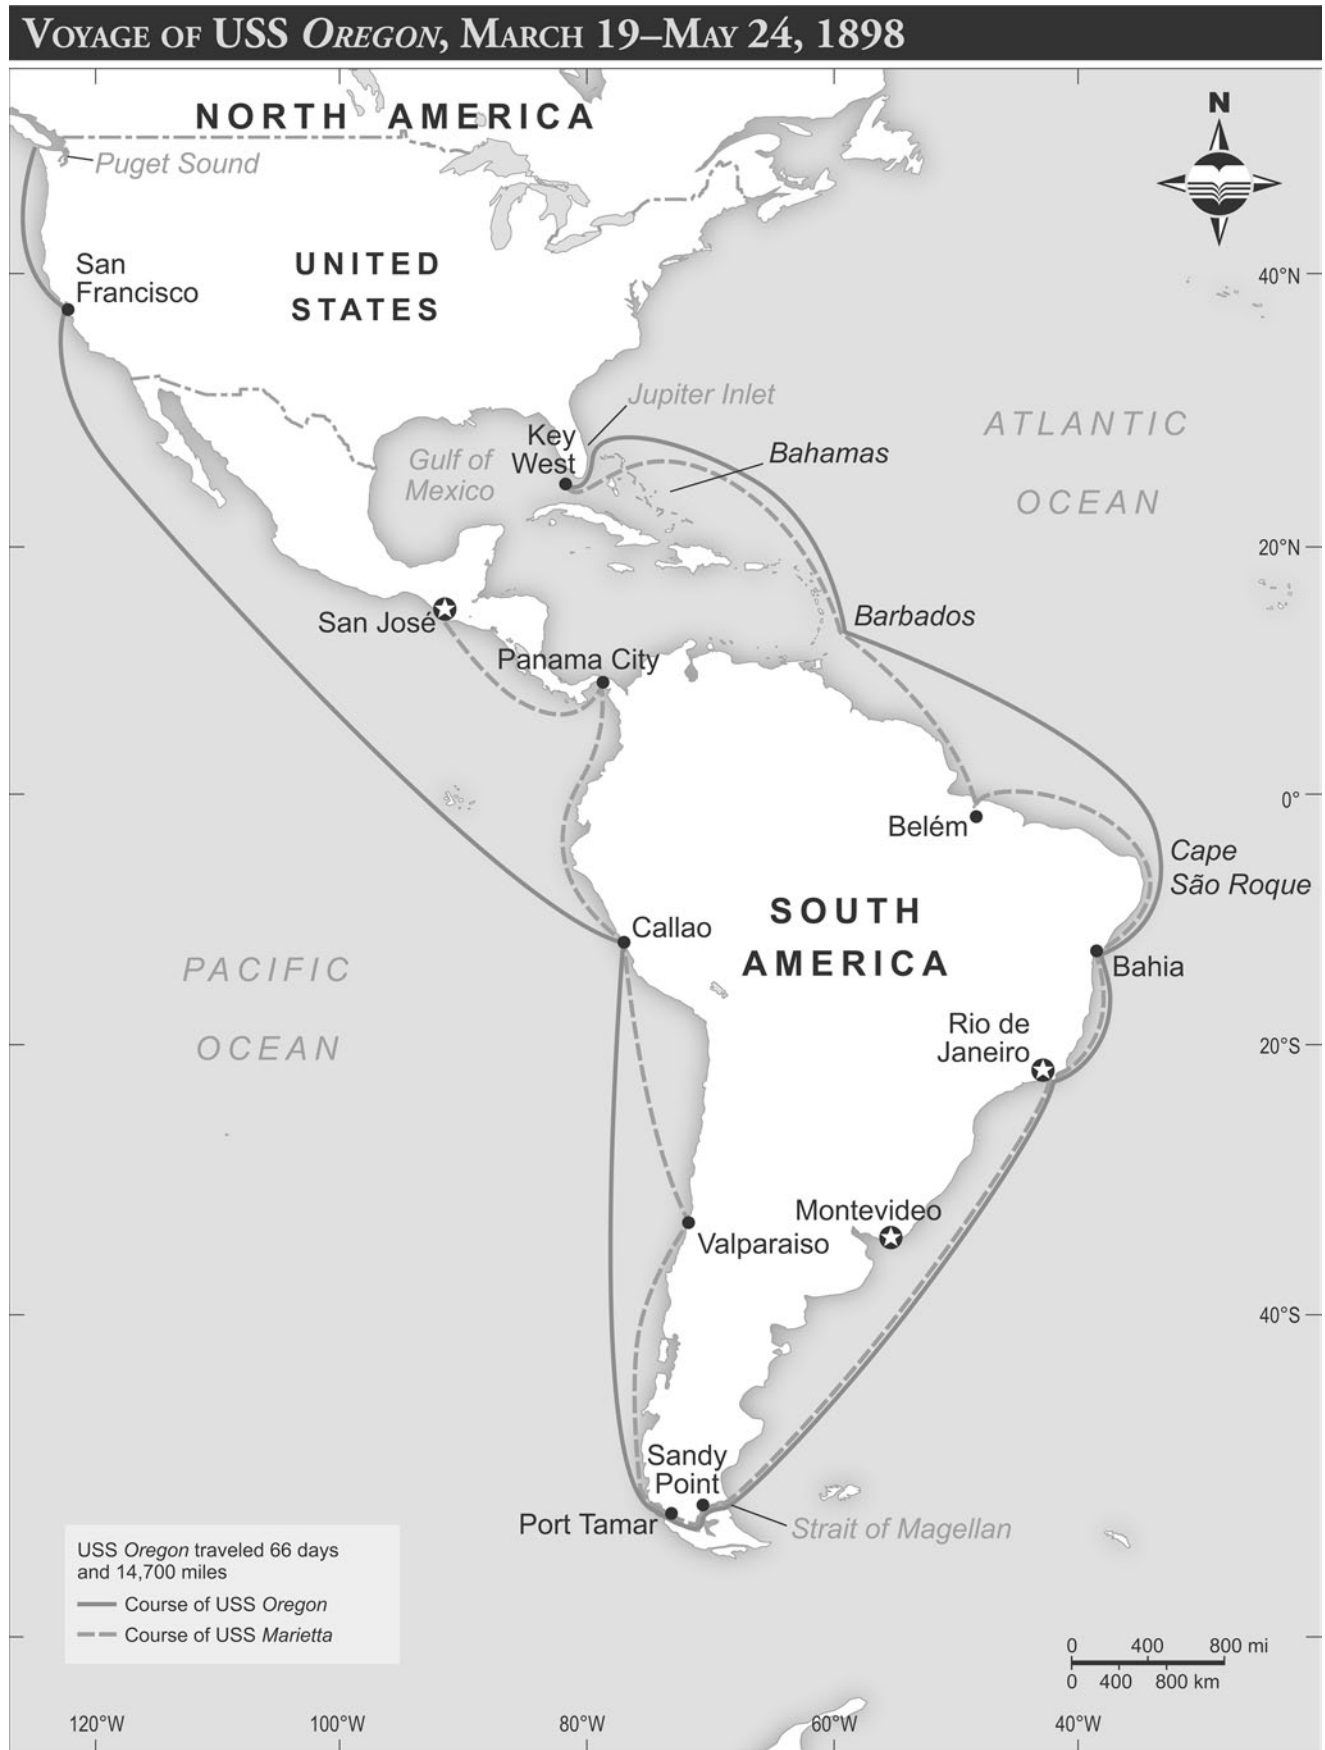 VOYAGE OF USS OREGON, MARCH 19–MAY 24, 1898
NORTH AMERICA
N
Puget Sound
San
Francisco
UNITED
STATES
40°N
Jupiter Inlet
Key
West
Gulf of
Mexico
Bahamas
ATLANTIC
OCEAN
20°N
San José
Barbados
Panama City
0°
Belém
Cape
São Roque
SOUTH
AMERICA
Callao
PACIFIC
OCEAN
Bahia
Rio de
Janeiro
20°S
Montevideo
Valparaiso
40°S
Sandy
Point
Port Tamar
Strait of Magellan
USS Oregon traveled 66 days
and 14,700 miles
Course of USS Oregon
Course of USS Marietta
0 400 800 mi
0 400 800 km
120°W 100°W 80°W 60°W 40°W